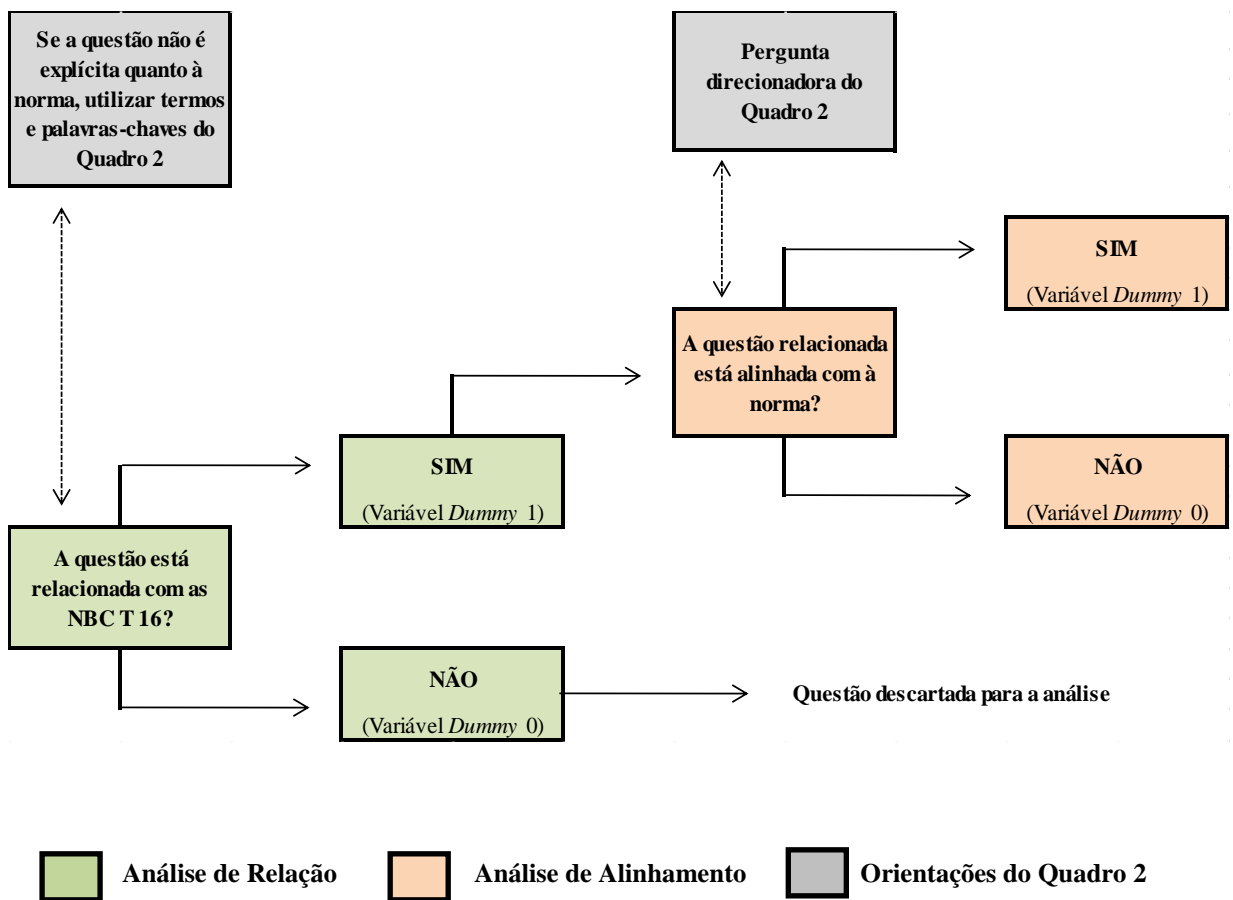 Se a questão não é
explícita quanto à
norma, utilizar termos
e palavras-chaves do
Quadro 2
Pergunta
direcionadora do
Quadro 2
SIM
(Variável Dummy 1)
A questão relacionada
está alinhada com à
norma?
SIM
(Variável Dummy 1)
NÃO
(Variável Dummy 0)
A questão está
relacionada com as
NBC T 16?
NÃO
(Variável Dummy 0)
Questão descartada para a análise
Análise de Relação
Análise de Alinhamento
Orientações do Quadro 2